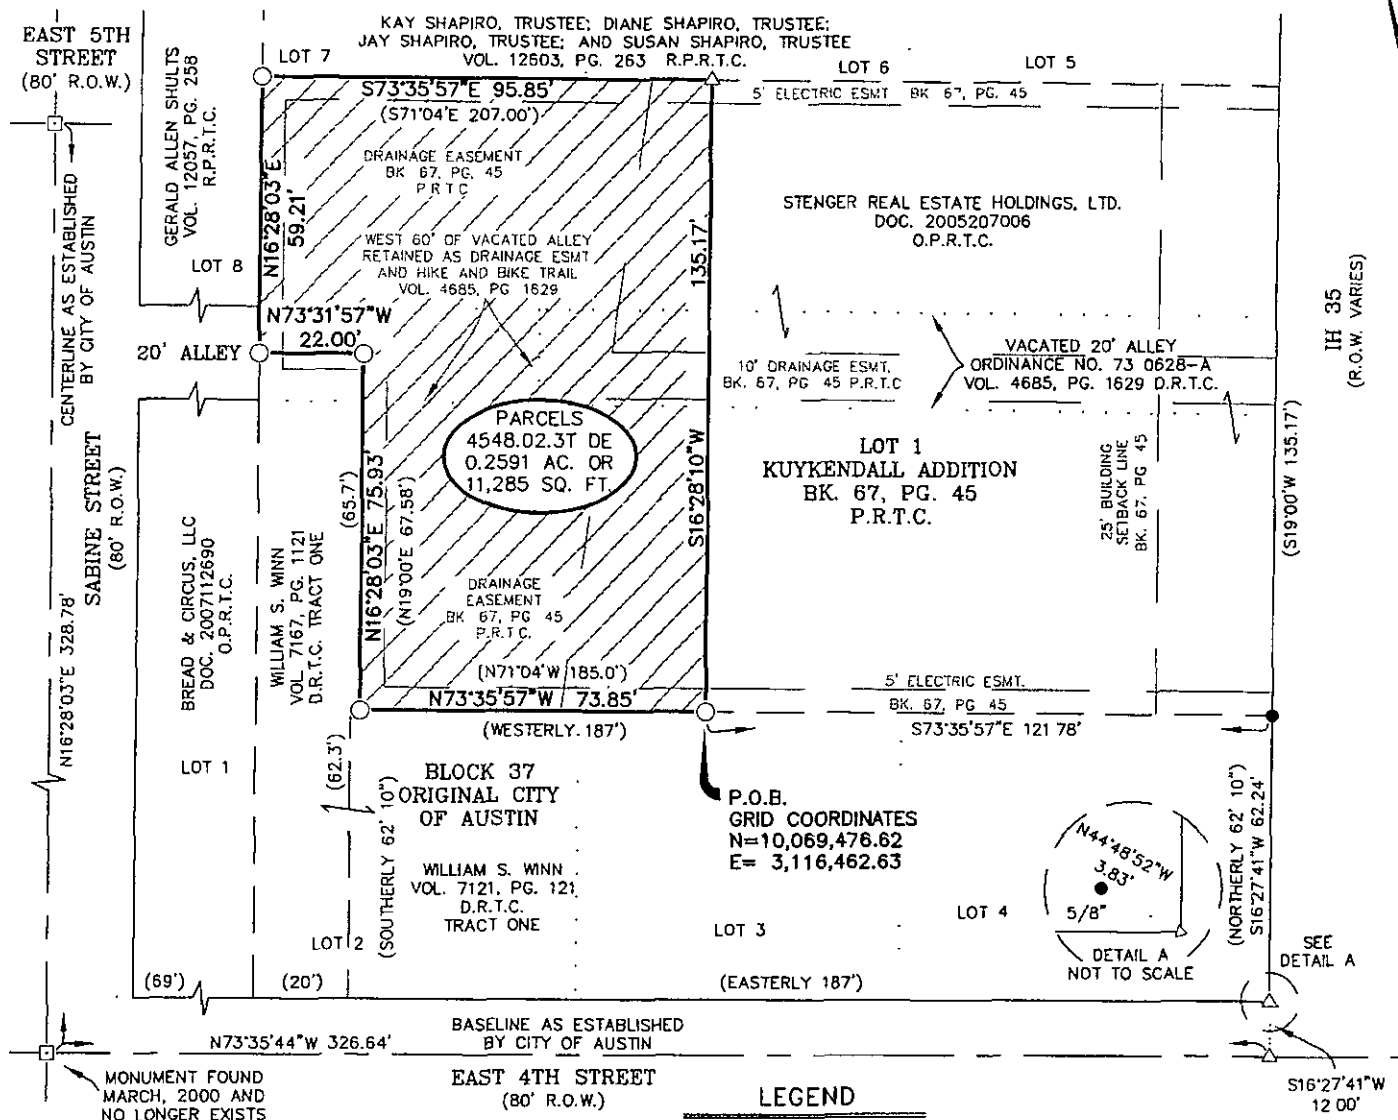 EAST 5TH
STREET
(80' R.O.W.)
GERALD ALLEN SHULTS
VOL. 12057, PG. 258
R.P.R.T.C.
LOT 7
KAY SHAPIRO, TRUSTEE; DIANE SHAPIRO, TRUSTEE;
JAY SHAPIRO, TRUSTEE; AND SUSAN SHAPIRO, TRUSTEE
VOL. 12603, PG. 263 R.P.R.T.C.
LOT 6
LOT 5
S73°35'57"E 95.85'
(S71°04'E 207.00')
5' ELECTRIC ESMT BK 67, PG. 45
DRAINAGE EASEMENT
BK 67, PG. 45
P R T C
N16°28'03"E
59.21'
CENTERLINE AS ESTABLISHED
BY CITY OF AUSTIN
LOT 8
WEST 60' OF VACATED ALLEY
RETAINED AS DRAINAGE ESMT
AND HIKE AND BIKE TRAIL
VOL. 4685, PG 1629
135.17'
STENGER REAL ESTATE HOLDINGS, LTD.
DOC. 2005207006
O.P.R.T.C.
IH 35
(R.O.W. VARIES)
N73°31'57"W
22.00'
20' ALLEY
10' DRAINAGE ESMT.
BK. 67, PG 45 P.R.T.C
VACATED 20' ALLEY
ORDINANCE NO. 73 0628-A
VOL. 4685, PG. 1629 D.R.T.C.
PARCELS
4548.02.3T DE
0.2591 AC. OR
11,285 SQ. FT.
S16°28'10"W
LOT 1
KUYKENDALL ADDITION
BK. 67, PG. 45
P.R.T.C.
25' BUILDING
SETBACK LINE
BK. 67, PG 45
(S19°00'W 135.17')
SABINE STREET
(80' R.O.W.)
N16°28'03"E 328.78'
BREAD & CIRCUS, LLC
DOC. 2007112690
O.P.R.T.C.
WILLIAM S. WINN
VOL 7167, PG. 1121
D.R.T.C. TRACT ONE
(65.7')
N16°28'03"E 75.93'
(N19°00'E 67.58')
DRAINAGE
EASEMENT
BK 67, PG 45
P.R.T.C.
(N71°04'W 185.0')
N73°35'57"W 73.85'
(WESTERLY. 187')
5' ELECTRIC ESMT.
BK. 67, PG 45
S73°35'57"E 121 78'
LOT 1
(62.3')
(SOUTHERLY 62' 10")
BLOCK 37
ORIGINAL CITY
OF AUSTIN
P.O.B.
GRID COORDINATES
N=10,069,476.62
E= 3,116,462.63
WILLIAM S. WINN
VOL. 7121, PG. 121
D.R.T.C.
TRACT ONE
LOT 2
LOT 3
LOT 4
N44°48'52"W
3.83'
5/8"
DETAIL A
NOT TO SCALE
(NORTHERLY 62' 10")
S16°27'41"W 62.24'
SEE
DETAIL A
(69')
(20')
(EASTERLY 187')
N73°35'44"W 326.64'
BASELINE AS ESTABLISHED
BY CITY OF AUSTIN
MONUMENT FOUND
MARCH, 2000 AND
NO LONGER EXISTS
EAST 4TH STREET
(80' R.O.W.)
LEGEND
S16°27'41"W
12 00'